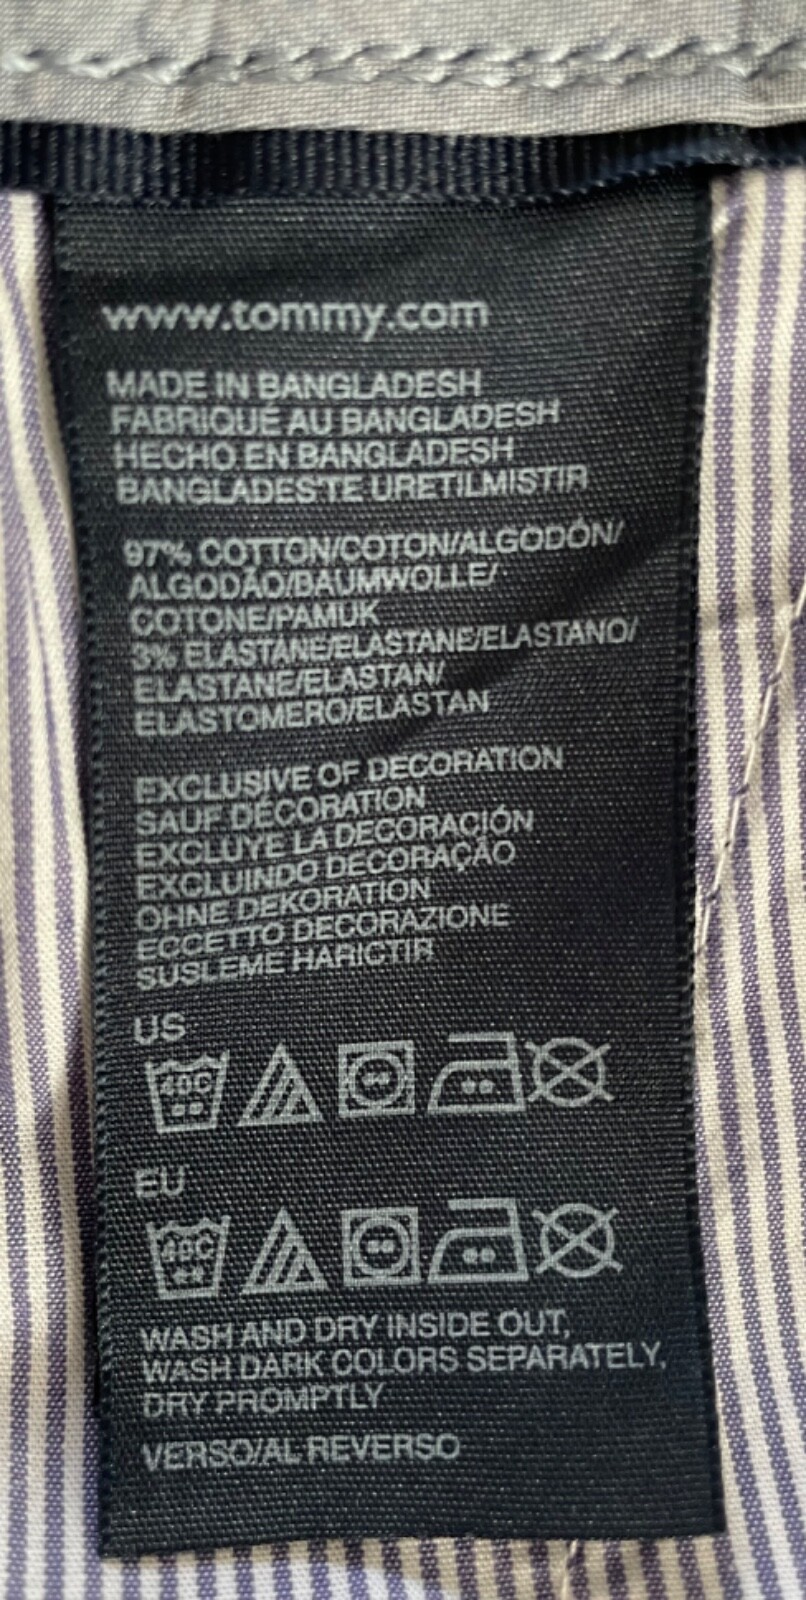 www.tommy.com
MADE IN BANGLADESH
FABRIQUÉ AU BANGLADESH
HECHO EN BANGLADESH
BANGLADES'TE URETILMISTIR
97% COTTON/COTON/ALGODÓN/
ALGODÃO/BAUMWOLLE/
COTONE/PAMUK
3% ELASTANE/ELASTANE/ELASTANO/
ELASTANE/ELASTAN/
ELASTOMERO/ELASTAN
EXCLUSIVE OF DECORATION
SAUF DÉCORATION
EXCLUYE LA DECORACIÓN
EXCLUINDO DECORAÇÃO
OHNE DEKORATION
ECCETTO DECORAZIONE
SUSLEME HARICTIR
US
40C
EU
40C
WASH AND DRY INSIDE OUT,
WASH DARK COLORS SEPARATELY,
DRY PROMPTLY
VERSO/AL REVERSO